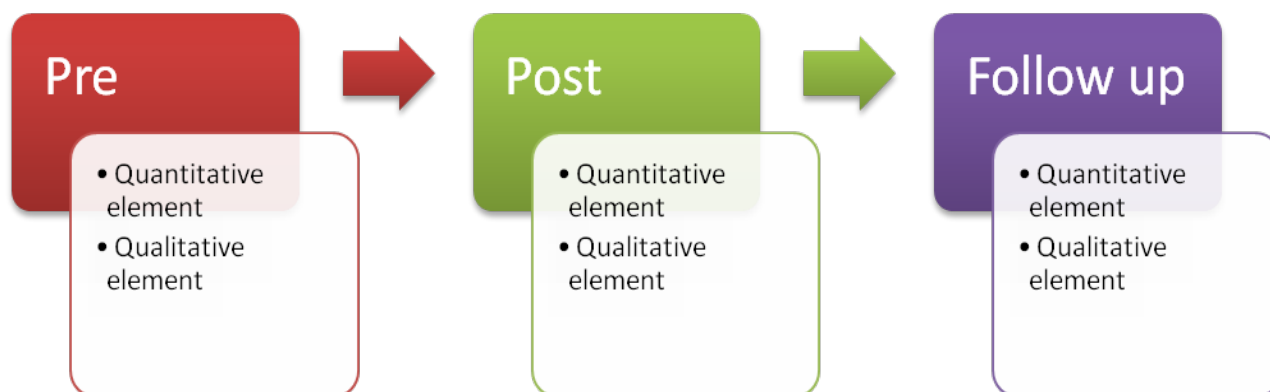 Pre
• Quantitative
element
• Qualitative
element
Post
• Quantitative
element
• Qualitative
element
Follow up
• Quantitative
element
• Qualitative
element